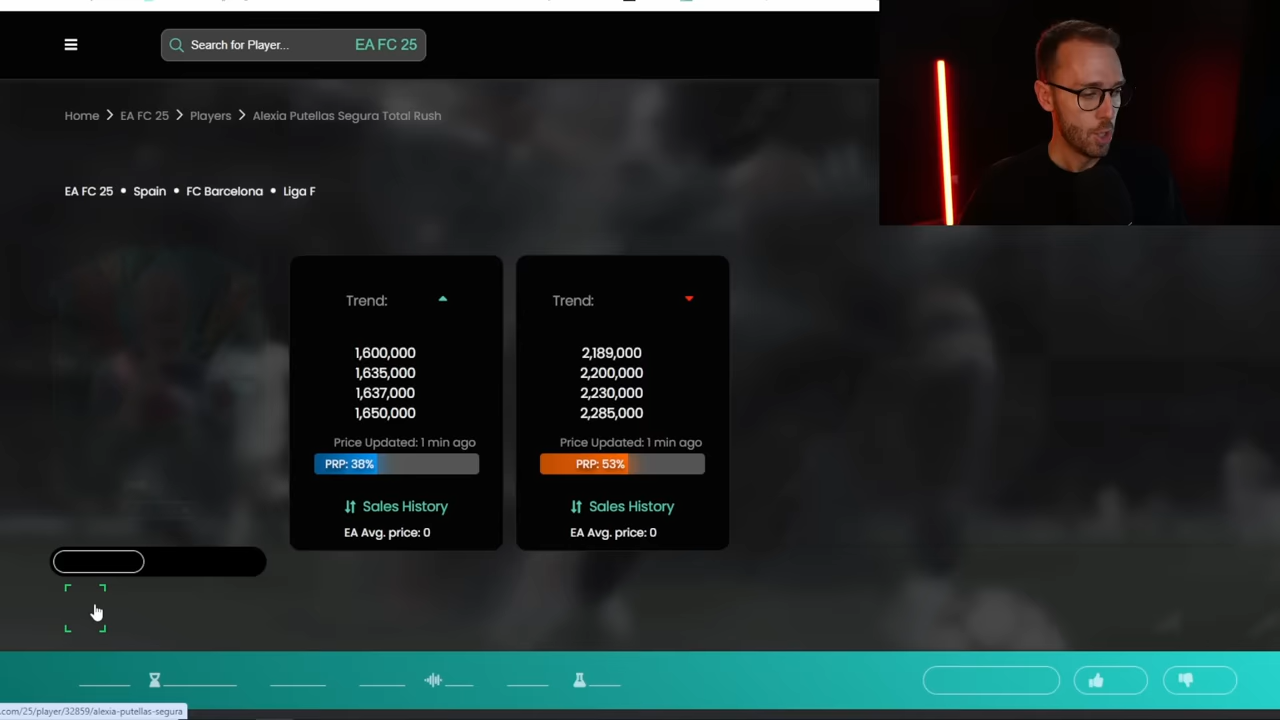 Search for Player... EA FC 25
Home > EA FC 25 > Players > Alexia Putellas Segura Total Rush
EA FC 25 • Spain • FC Barcelona • Liga F
Trend:
1,600,000
1,635,000
1,637,000
1,650,000
Price Updated: 1 min ago
PRP: 38%
Sales History
EA Avg. price: 0
Trend:
2,189,000
2,200,000
2,230,000
2,285,000
Price Updated: 1 min ago
PRP: 53%
Sales History
EA Avg. price: 0
.com/25/player/32859/alexia-putellas-segura